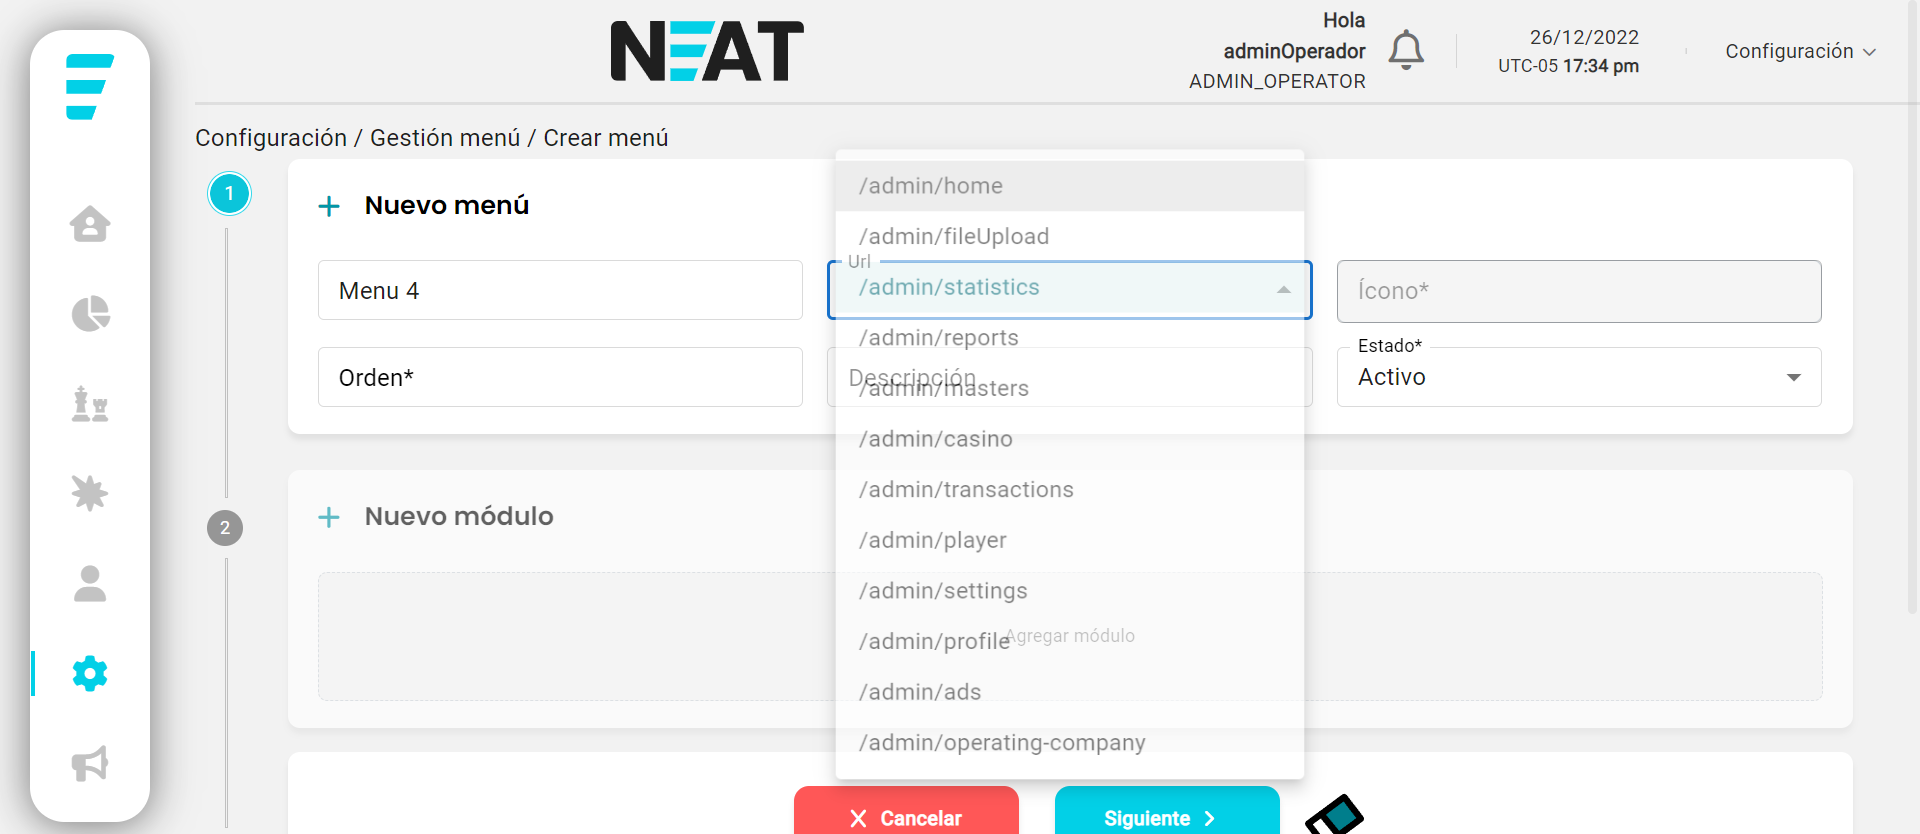 NEAT
Hola
adminOperador
ADMIN_OPERATOR
26/12/2022
UTC-05 17:34 pm
Configuración
Configuración / Gestión menú / Crear menú
1
Nuevo menú
Menu 4
Url
Ícono*
Orden*
Descripción
Estado*
Activo
/admin/home
/admin/fileUpload
/admin/statistics
/admin/reports
/admin/masters
/admin/casino
/admin/transactions
/admin/player
/admin/settings
/admin/profile
/admin/ads
/admin/operating-company
2
Nuevo módulo
Agregar módulo
Cancelar
Siguiente